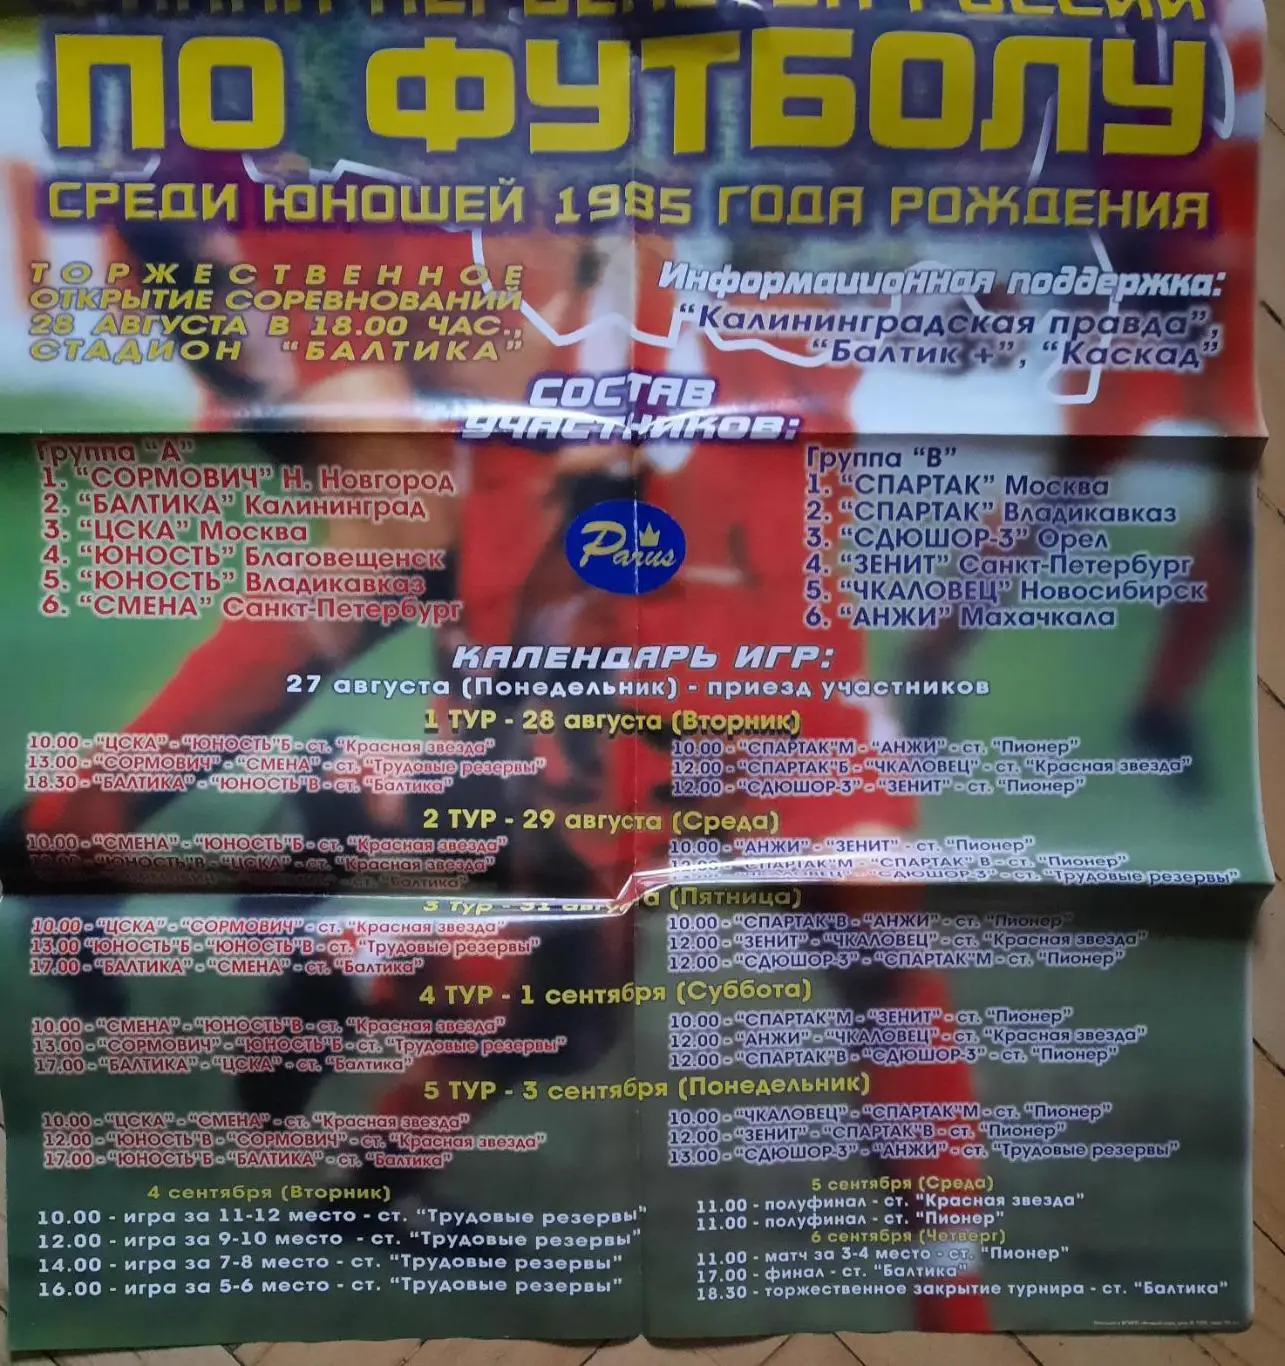 ФИНАЛ ПЕРВЕНСТВА РОССИИ
ПО ФУТБОЛУ
СРЕДИ ЮНОШЕЙ 1985 ГОДА РОЖДЕНИЯ
ТОРЖЕСТВЕННОЕ
ОТКРЫТИЕ СОРЕВНОВАНИЙ
28 АВГУСТА В 18.00 ЧАС.,
СТАДИОН "БАЛТИКА"
Информационная поддержка:
"Калининградская правда",
"Балтик +", "Каскад"
СОСТАВ
УЧАСТНИКОВ:
Группа "А"
1. "СОРМОВИЧ" Н. Новгород
2. "БАЛТИКА" Калининград
3. "ЦСКА" Москва
4. "ЮНОСТЬ" Благовещенск
5. "ЮНОСТЬ" Владикавказ
6. "СМЕНА" Санкт-Петербург
Parus
Группа "В"
1. "СПАРТАК" Москва
2. "СПАРТАК" Владикавказ
3. "СДЮШОР-3" Орел
4. "ЗЕНИТ" Санкт-Петербург
5. "ЧКАЛОВЕЦ" Новосибирск
6. "АНЖИ" Махачкала
КАЛЕНДАРЬ ИГР:
27 августа (Понедельник) - приезд участников
1 ТУР - 28 августа (Вторник)
10.00 - "ЦСКА" - "ЮНОСТЬ"Б - ст. "Красная звезда"
13.00 - "СОРМОВИЧ" - "СМЕНА" - ст. "Трудовые резервы"
18.30 - "БАЛТИКА" - "ЮНОСТЬ"В - ст. "Балтика"
10.00 - "СПАРТАК"М - "АНЖИ" - ст. "Пионер"
12.00 - "СПАРТАК"Б - "ЧКАЛОВЕЦ" - ст. "Красная звезда"
12.00 - "СДЮШОР-3" - "ЗЕНИТ" - ст. "Пионер"
2 ТУР - 29 августа (Среда)
10.00 - "СМЕНА" - "ЮНОСТЬ"Б - ст. "Красная звезда"
"ЮНОСТЬ"В - "ЦСКА" - ст. "Красная звезда"
ст. "Балтика"
10.00 - "АНЖИ" - "ЗЕНИТ" - ст. "Пионер"
12.00 - "СПАРТАК"М - "СПАРТАК" В - ст. "Пионер"
"ЧКАЛОВЕЦ" - "СДЮШОР-3" - ст. "Трудовые резервы"
3 ТУР - 31 августа (Пятница)
10.00 - "ЦСКА" - "СОРМОВИЧ" - ст. "Красная звезда"
13.00 "ЮНОСТЬ"Б - "ЮНОСТЬ"В - ст. "Трудовые резервы"
17.00 - "БАЛТИКА" - "СМЕНА" - ст. "Балтика"
10.00 - "СПАРТАК"В - "АНЖИ" - ст. "Пионер"
12.00 - "ЗЕНИТ" - "ЧКАЛОВЕЦ" - ст. "Красная звезда"
12.00 - "СДЮШОР-3" - "СПАРТАК"М - ст. "Пионер"
4 ТУР - 1 сентября (Суббота)
10.00 - "СМЕНА" - "ЮНОСТЬ"В - ст. "Красная звезда"
13.00 - "СОРМОВИЧ" - "ЮНОСТЬ"Б - ст. "Трудовые резервы"
17.00 - "БАЛТИКА" - "ЦСКА" - ст. "Балтика"
10.00 - "СПАРТАК"М - "ЗЕНИТ" - ст. "Пионер"
12.00 - "АНЖИ" - "ЧКАЛОВЕЦ" - ст. "Красная звезда"
12.00 - "СПАРТАК"В - "СДЮШОР-3" - ст. "Пионер"
5 ТУР - 3 сентября (Понедельник)
10.00 - "ЦСКА" - "СМЕНА" - ст. "Красная звезда"
12.00 - "ЮНОСТЬ"В - "СОРМОВИЧ" - ст. "Красная звезда"
17.00 - "ЮНОСТЬ"Б - "БАЛТИКА" - ст. "Балтика"
10.00 - "ЧКАЛОВЕЦ" - "СПАРТАК"М - ст. "Пионер"
12.00 - "ЗЕНИТ" - "СПАРТАК"В - ст. "Пионер"
13.00 - "СДЮШОР-3" - "АНЖИ" - ст. "Трудовые резервы"
4 сентября (Вторник)
10.00 - игра за 11-12 место - ст. "Трудовые резервы"
12.00 - игра за 9-10 место - ст. "Трудовые резервы"
14.00 - игра за 7-8 место - ст. "Трудовые резервы"
16.00 - игра за 5-6 место - ст. "Трудовые резервы"
5 сентября (Среда)
11.00 - полуфинал - ст. "Красная звезда"
11.00 - полуфинал - ст. "Пионер"
6 сентября (Четверг)
11.00 - матч за 3-4 место - ст. "Пионер"
17.00 - финал - ст. "Балтика"
18.30 - торжественное закрытие турнира - ст. "Балтика"